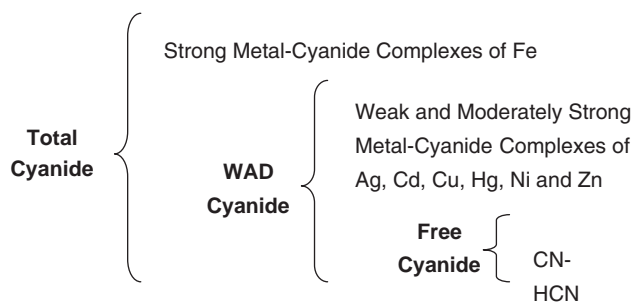 Strong Metal-Cyanide Complexes of Fe
Total
Cyanide
Weak and Moderately Strong
Metal-Cyanide Complexes of
Ag, Cd, Cu, Hg, Ni and Zn
WAD
Cyanide
Free
Cyanide
CN-
HCN